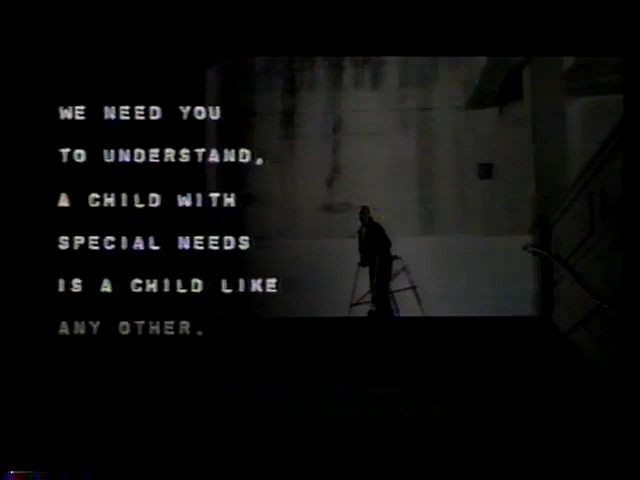 WE NEED YOU
TO UNDERSTAND,
A CHILD WITH
SPECIAL NEEDS
IS A CHILD LIKE
ANY OTHER.